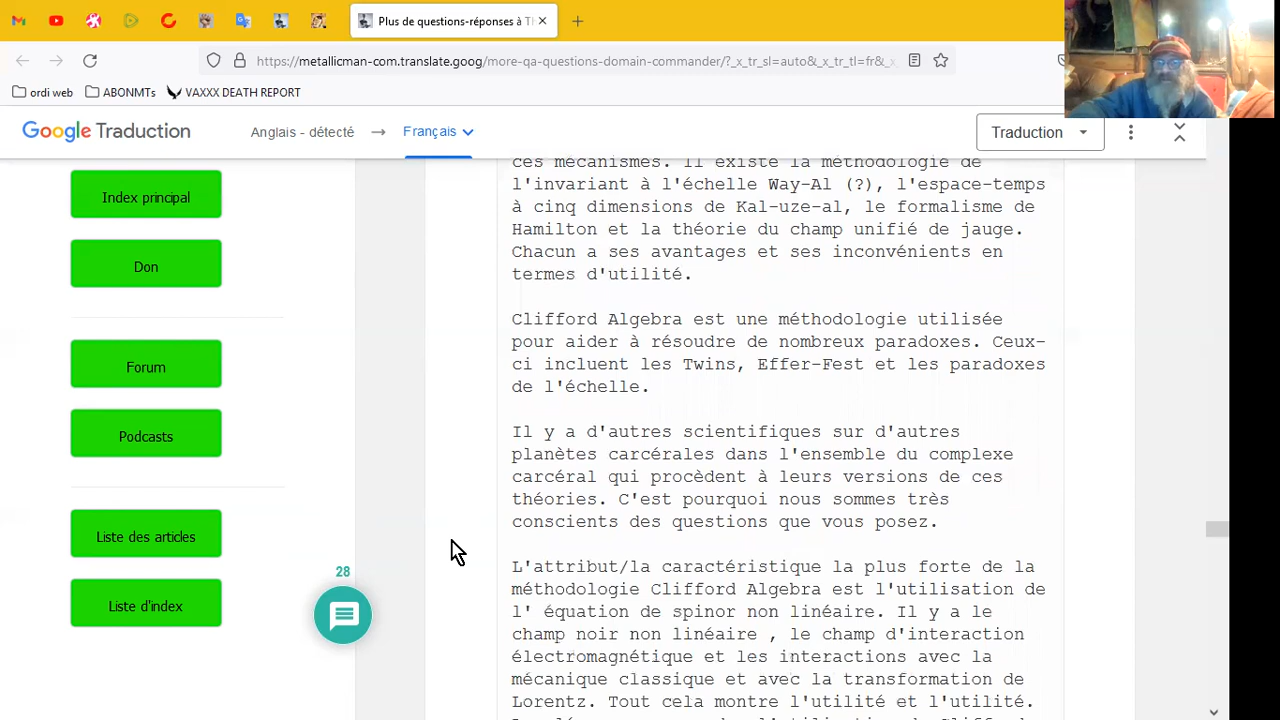 Plus de questions-réponses à T
https://metallicman-com.translate.goog/more-qa-questions-domain-commander/?_x_tr_sl=auto&_x_tr_tl=fr&_x_
ordi web
ABONMTs
VAXXX DEATH REPORT
Google Traduction
Anglais - détecté
Français
Traduction
Index principal
Don
Forum
Podcasts
Liste des articles
Liste d'index
28
ces mécanismes. Il existe la méthodologie de
l'invariant à l'échelle Way-Al (?), l'espace-temps
à cinq dimensions de Kal-uze-al, le formalisme de
Hamilton et la théorie du champ unifié de jauge.
Chacun a ses avantages et ses inconvénients en
termes d'utilité.
Clifford Algebra est une méthodologie utilisée
pour aider à résoudre de nombreux paradoxes. Ceux-
ci incluent les Twins, Effer-Fest et les paradoxes
de l'échelle.
Il y a d'autres scientifiques sur d'autres
planètes carcérales dans l'ensemble du complexe
carcéral qui procèdent à leurs versions de ces
théories. C'est pourquoi nous sommes très
conscients des questions que vous posez.
L'attribut/la caractéristique la plus forte de la
méthodologie Clifford Algebra est l'utilisation de
l' équation de spinor non linéaire. Il y a le
champ noir non linéaire , le champ d'interaction
électromagnétique et les interactions avec la
mécanique classique et avec la transformation de
Lorentz. Tout cela montre l'utilité et l'utilité.